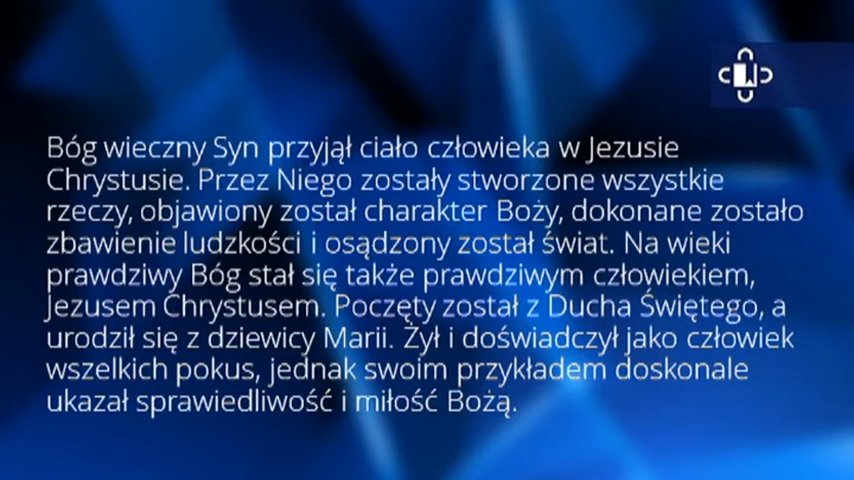 Bóg wieczny Syn przyjął ciało człowieka w Jezusie
Chrystusie. Przez Niego zostały stworzone wszystkie
rzeczy, objawiony został charakter Boży, dokonane zostało
zbawienie ludzkości i osądzony został świat. Na wieki
prawdziwy Bóg stał się także prawdziwym człowiekiem,
Jezusem Chrystusem. Poczęty został z Ducha Świętego, a
urodził się z dziewicy Marii. Żył i doświadczył jako człowiek
wszelkich pokus, jednak swoim przykładem doskonale
ukazał sprawiedliwość i miłość Bożą.